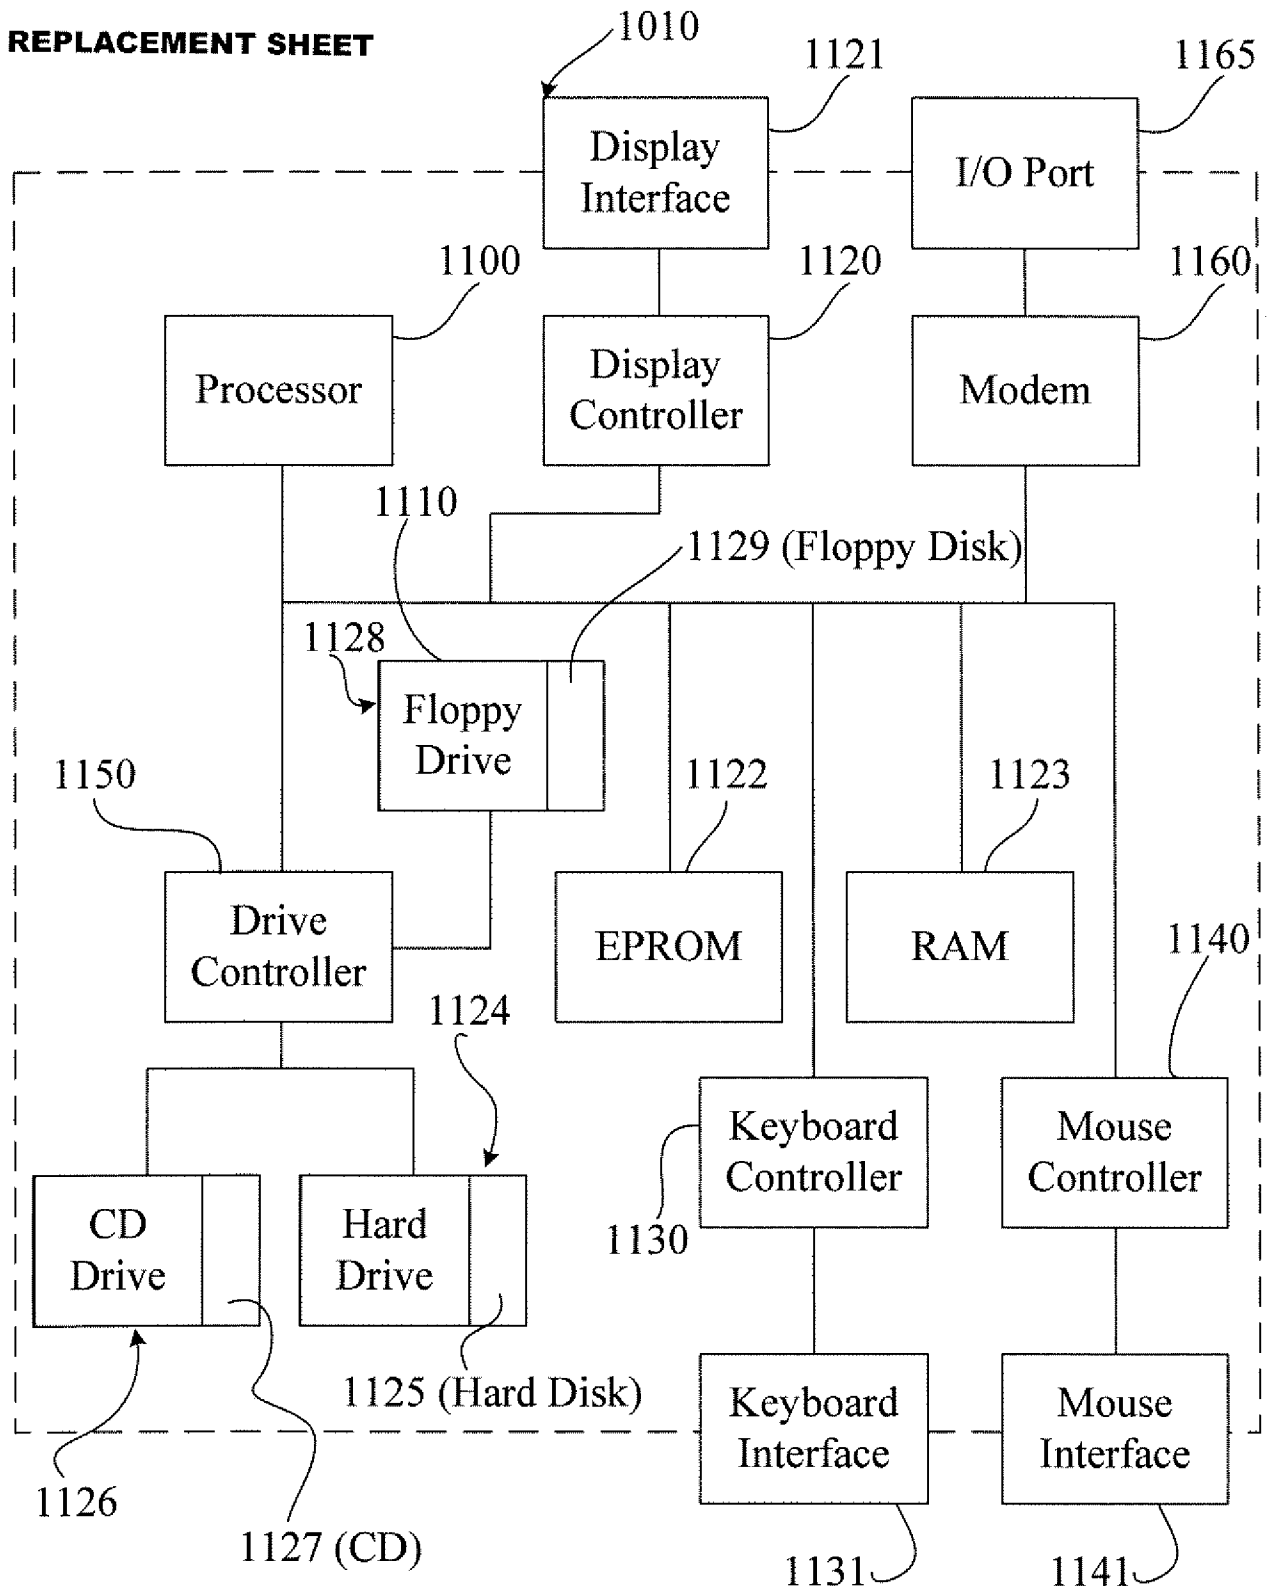 REPLACEMENT SHEET
1010
1121
1165
Display
Interface
I/O Port
1100
1120
1160
Processor
Display
Controller
Modem
1110
1129 (Floppy Disk)
1128
Floppy
Drive
1150
1122
1123
Drive
Controller
EPROM
RAM
1140
1124
Keyboard
Controller
Mouse
Controller
CD
Drive
Hard
Drive
1130
1125 (Hard Disk)
Keyboard
Interface
Mouse
Interface
1126
1127 (CD)
1131
1141